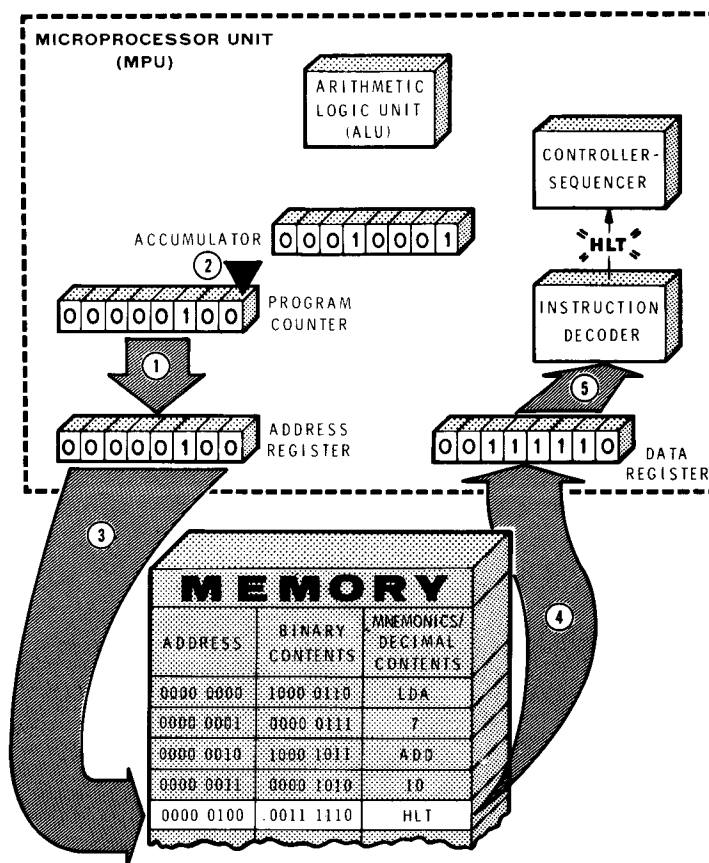 MICROPROCESSOR UNIT
(MPU)
ARITHMETIC
LOGIC UNIT
(ALU)
CONTROLLER-
SEQUENCER
ACCUMULATOR
0 0 0 1 0 0 0 1
HLT
2
0 0 0 0 0 1 0 0
PROGRAM
COUNTER
INSTRUCTION
DECODER
1
5
0 0 0 0 0 1 0 0
ADDRESS
REGISTER
0 0 1 1 1 1 1 0
DATA
REGISTER
3
4
MEMORY
ADDRESS
BINARY
CONTENTS
MNEMONICS/
DECIMAL
CONTENTS
0000 0000 1000 0110 LDA
0000 0001 0000 0111 7
0000 0010 1000 1011 ADD
0000 0011 0000 1010 10
0000 0100 .0011 1110 HLT